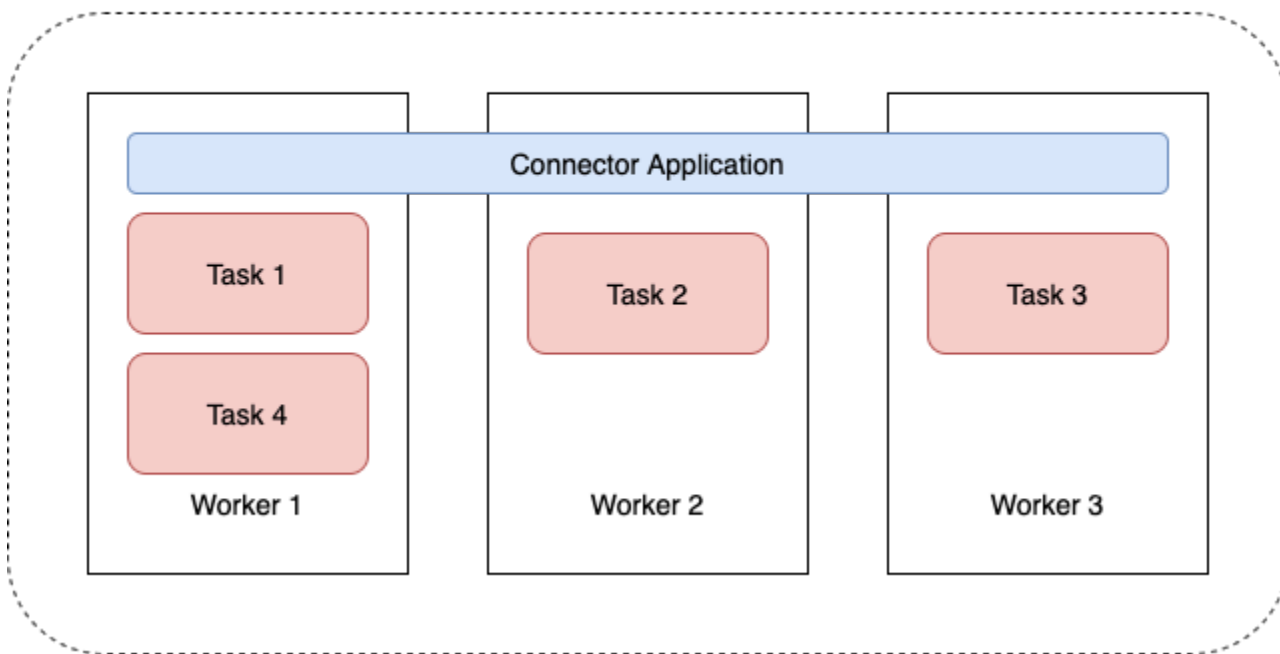 Connector Application
Task 1
Task 2
Task 3
Task 4
Worker 1
Worker 2
Worker 3